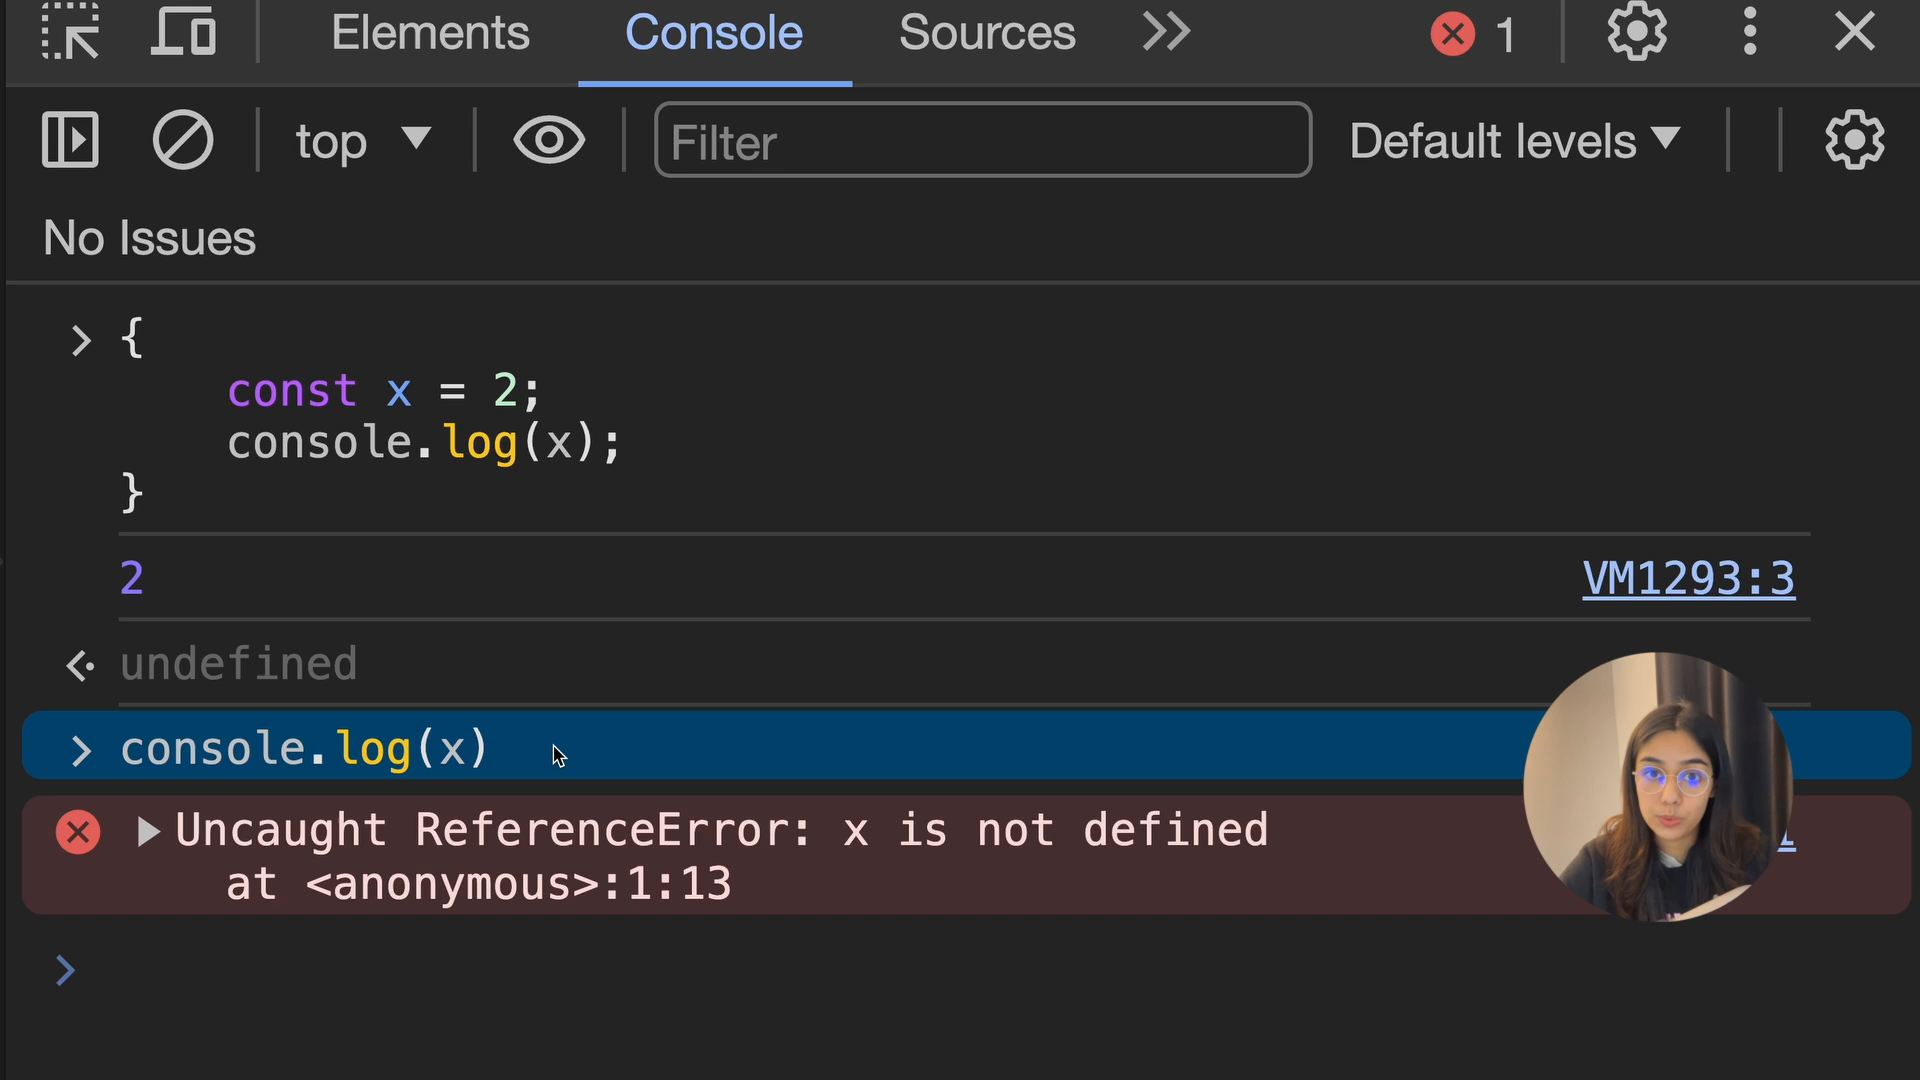 Elements Console Sources 1
top Filter Default levels
No Issues
{
const x = 2;
console.log(x);
}
2 VM1293:3
undefined
console.log(x)
Uncaught ReferenceError: x is not defined
at <anonymous>:1:13